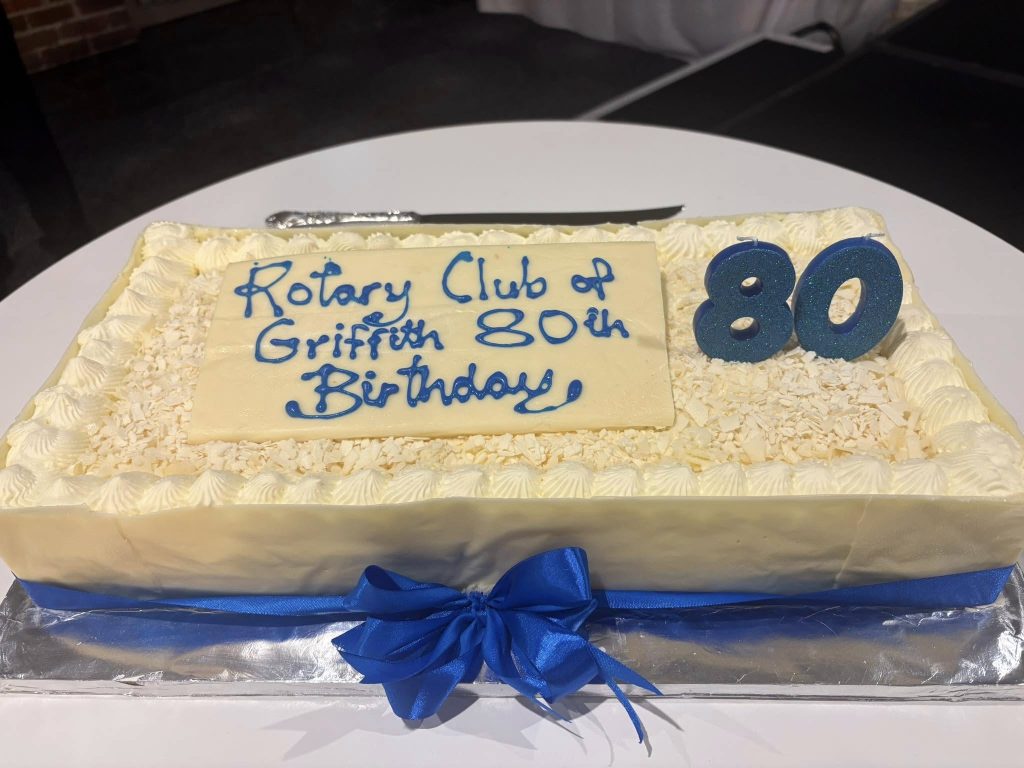 Rotary Club of
Griffith 80th
Birthday
80